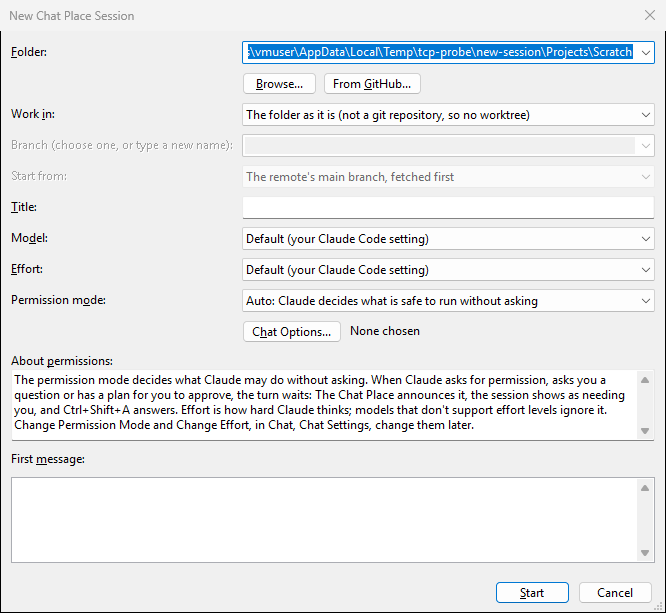 New Chat Place Session
Folder:
s\vmuser\AppData\Local\Temp\tcp-probe\new-session\Projects\Scratch
Browse...
From GitHub...
Work in:
The folder as it is (not a git repository, so no worktree)
Branch (choose one, or type a new name):
Start from:
The remote's main branch, fetched first
Title:
Model:
Default (your Claude Code setting)
Effort:
Default (your Claude Code setting)
Permission mode:
Auto: Claude decides what is safe to run without asking
Chat Options...
None chosen
About permissions:
The permission mode decides what Claude may do without asking. When Claude asks for permission, asks you a
question or has a plan for you to approve, the turn waits: The Chat Place announces it, the session shows as needing
you, and Ctrl+Shift+A answers. Effort is how hard Claude thinks; models that don't support effort levels ignore it.
Change Permission Mode and Change Effort, in Chat, Chat Settings, change them later.
First message:
Start
Cancel